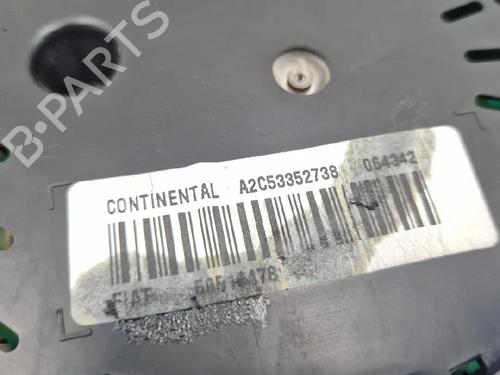 B-PARTS
CONTINENTAL A2C53352738 064342
FIAT